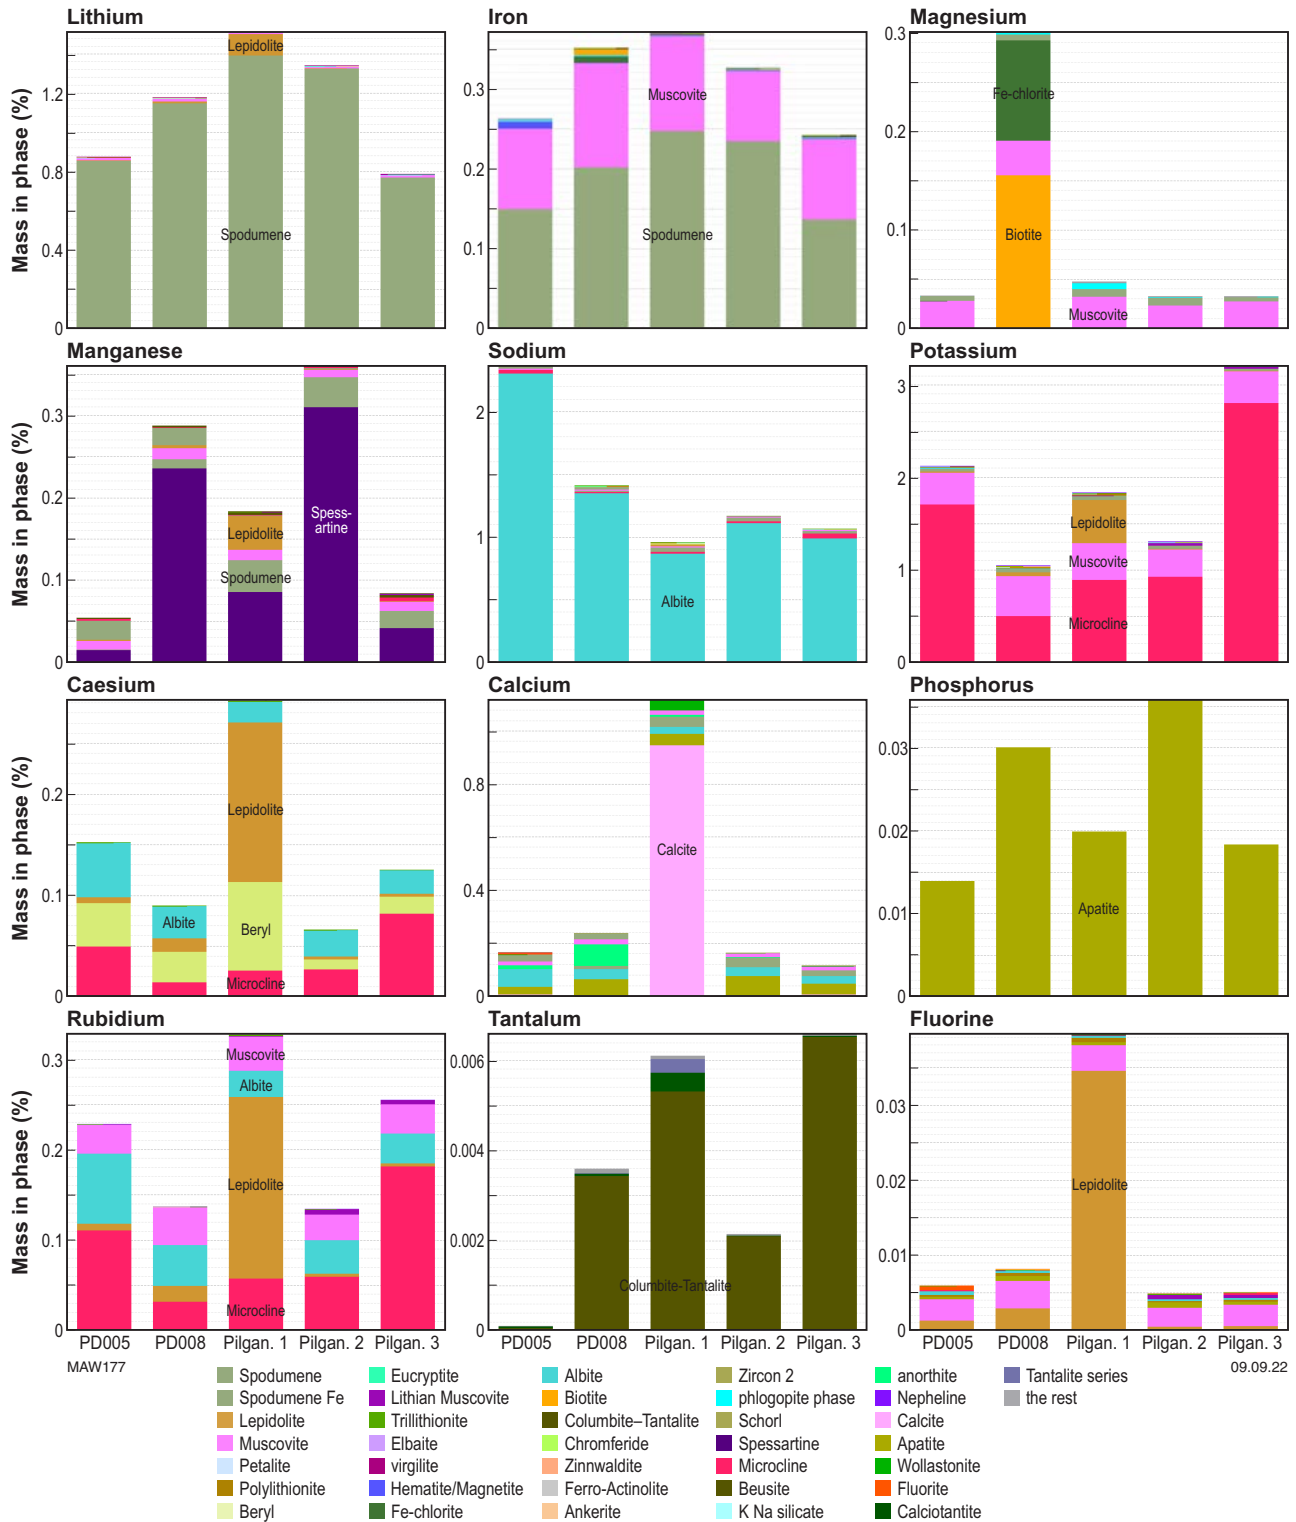 Lithium
Iron
Magnesium
Mass in phase (%)
1.2
0.8
0.4
0
Lepidolite
Spodumene
0.3
0.2
0.1
0
Muscovite
Spodumene
0.3
0.2
0.1
0
Fe-chlorite
Biotite
Muscovite
Manganese
Sodium
Potassium
Mass in phase (%)
0.3
0.2
0.1
0
Lepidolite
Spodumene
Spess-
artine
2
1
0
Albite
3
2
1
0
Lepidolite
Muscovite
Microcline
Caesium
Calcium
Phosphorus
Mass in phase (%)
0.2
0.1
0
Albite
Lepidolite
Beryl
Microcline
0.8
0.4
0
Calcite
0.03
0.02
0.01
0
Apatite
Rubidium
Tantalum
Fluorine
Mass in phase (%)
0.3
0.2
0.1
0
Muscovite
Albite
Lepidolite
Microcline
0.006
0.004
0.002
0
Columbite-Tantalite
0.03
0.02
0.01
0
Lepidolite
PD005 PD008 Pilgan. 1 Pilgan. 2 Pilgan. 3
PD005 PD008 Pilgan. 1 Pilgan. 2 Pilgan. 3
PD005 PD008 Pilgan. 1 Pilgan. 2 Pilgan. 3
MAW177
09.09.22
Spodumene
Spodumene Fe
Lepidolite
Muscovite
Petalite
Polylithionite
Beryl
Eucryptite
Lithian Muscovite
Trillithionite
Elbaite
virgilite
Hematite/Magnetite
Fe-chlorite
Albite
Biotite
Columbite–Tantalite
Chromferide
Zinnwaldite
Ferro-Actinolite
Ankerite
Zircon 2
phlogopite phase
Schorl
Spessartine
Microcline
Beusite
K Na silicate
anorthite
Nepheline
Calcite
Apatite
Wollastonite
Fluorite
Calciotantite
Tantalite series
the rest